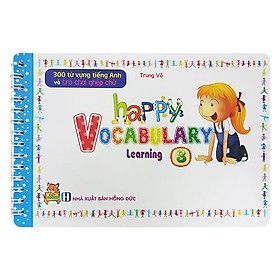 300 từ vựng tiếng Anh
và trò chơi ghép chữ
Trung Võ
happy
VOCABULARY
Learning 3
NHÀ XUẤT BẢN HỒNG ĐỨC